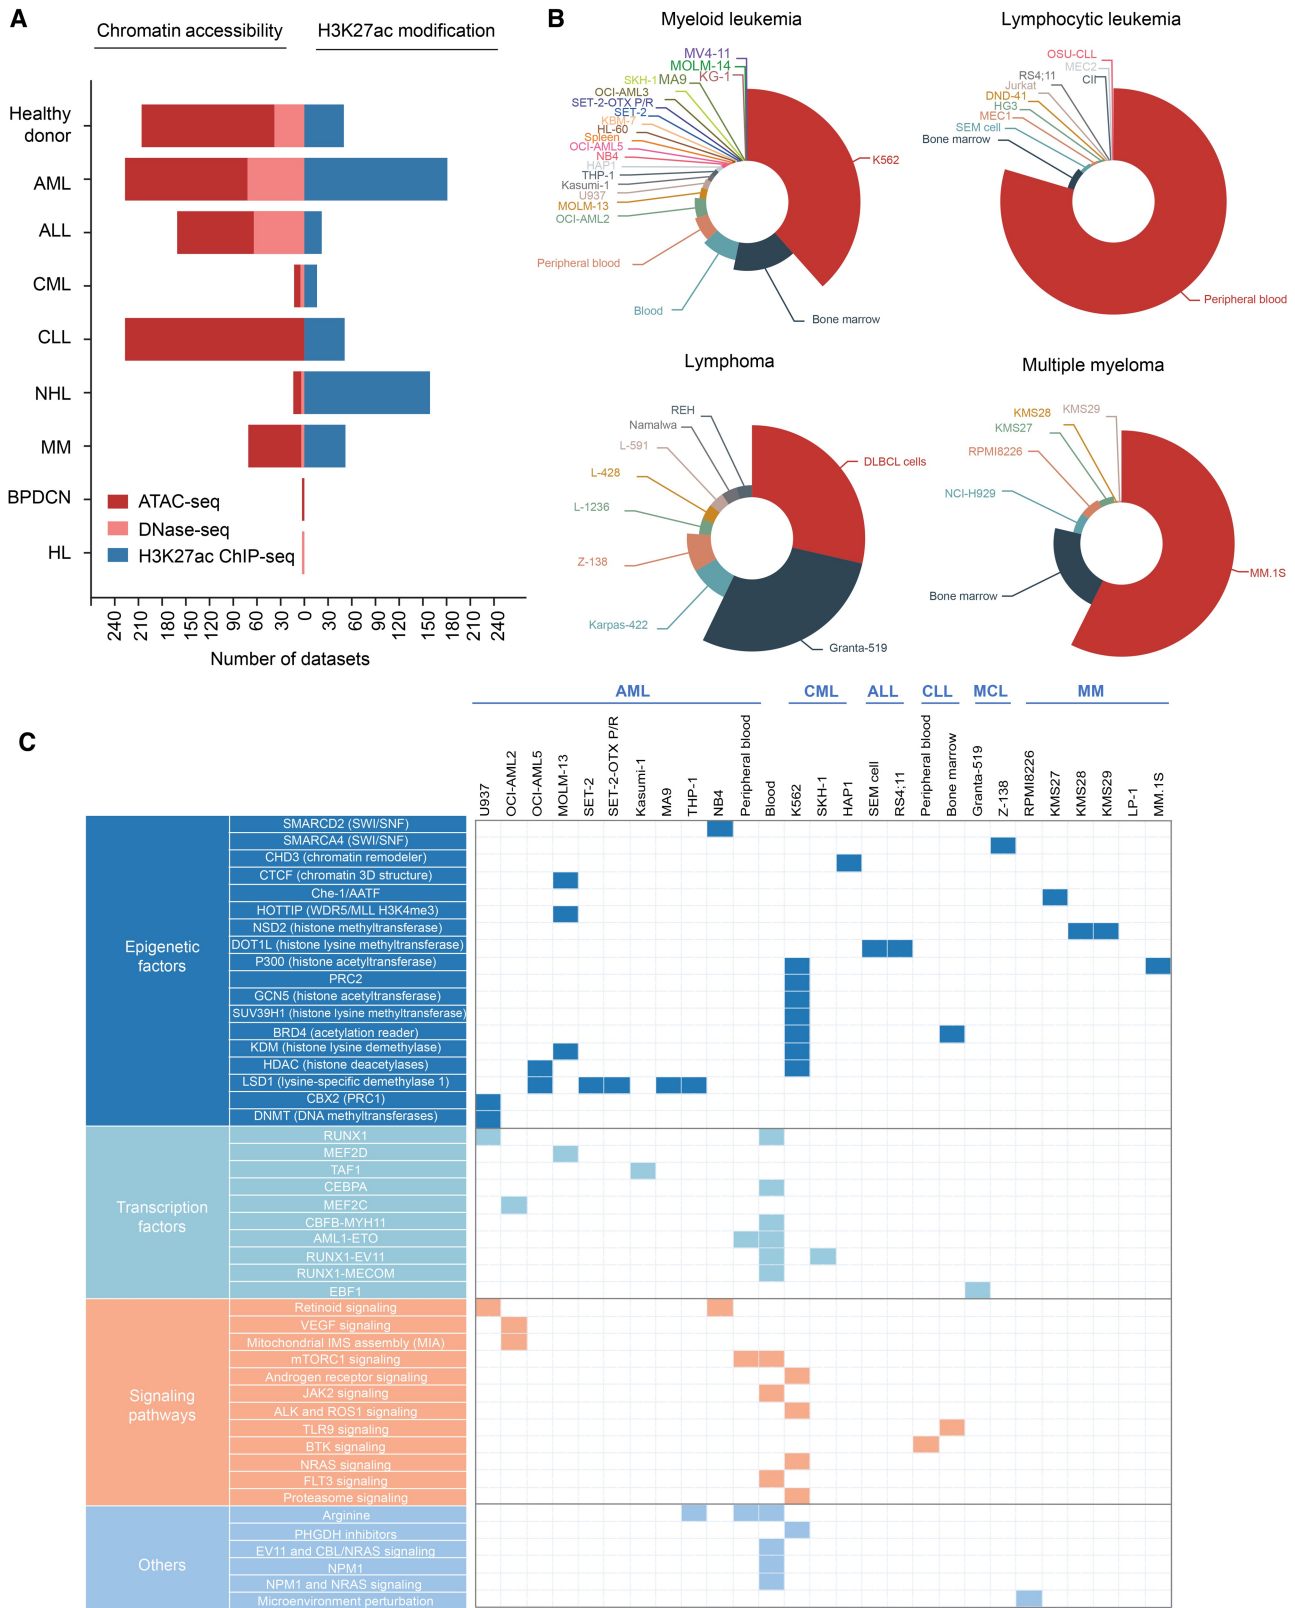 A
Chromatin accessibility
H3K27ac modification
Healthy
donor
AML
ALL
CML
CLL
NHL
MM
BPDCN
HL
ATAC-seq
DNase-seq
H3K27ac ChIP-seq
240
210
180
150
120
90
60
30
0
30
60
90
120
150
180
210
240
Number of datasets
B
Myeloid leukemia
MV4-11
MOLM-14
SKH-1
MA9
KG-1
OCI-AML3
SET-2-OTX P/R
SET-2
KBM-7
HL-60
Spleen
OCI-AML5
NB4
HAP1
THP-1
Kasumi-1
U937
MOLM-13
OCI-AML2
Peripheral blood
Blood
Bone marrow
K562
Lymphocytic leukemia
OSU-CLL
MEC2
RS4;11
CII
Jurkat
DND-41
HG3
MEC1
SEM cell
Bone marrow
Peripheral blood
Lymphoma
REH
Namalwa
L-591
L-428
L-1236
Z-138
Karpas-422
DLBCL cells
Granta-519
Multiple myeloma
KMS29
KMS28
KMS27
RPMI8226
NCI-H929
Bone marrow
MM.1S
C
AML
CML
ALL
CLL
MCL
MM
U937
OCI-AML2
OCI-AML5
MOLM-13
SET-2
SET-2-OTX P/R
Kasumi-1
MA9
THP-1
NB4
Peripheral blood
Blood
K562
SKH-1
HAP1
SEM cell
RS4;11
Peripheral blood
Bone marrow
Granta-519
Z-138
RPMI8226
KMS27
KMS28
KMS29
LP-1
MM.1S
Epigenetic
factors
SMARCD2 (SWI/SNF)
SMARCA4 (SWI/SNF)
CHD3 (chromatin remodeler)
CTCF (chromatin 3D structure)
Che-1/AATF
HOTTIP (WDR5/MLL H3K4me3)
NSD2 (histone methyltransferase)
DOT1L (histone lysine methyltransferase)
P300 (histone acetyltransferase)
PRC2
GCN5 (histone acetyltransferase)
SUV39H1 (histone lysine methyltransferase)
BRD4 (acetylation reader)
KDM (histone lysine demethylase)
HDAC (histone deacetylases)
LSD1 (lysine-specific demethylase 1)
CBX2 (PRC1)
DNMT (DNA methyltransferases)
Transcription
factors
RUNX1
MEF2D
TAF1
CEBPA
MEF2C
CBFB-MYH11
AML1-ETO
RUNX1-EV11
RUNX1-MECOM
EBF1
Signaling
pathways
Retinoid signaling
VEGF signaling
Mitochondrial IMS assembly (MIA)
mTORC1 signaling
Androgen receptor signaling
JAK2 signaling
ALK and ROS1 signaling
TLR9 signaling
BTK signaling
NRAS signaling
FLT3 signaling
Proteasome signaling
Others
Arginine
PHGDH inhibitors
EV11 and CBL/NRAS signaling
NPM1
NPM1 and NRAS signaling
Microenvironment perturbation